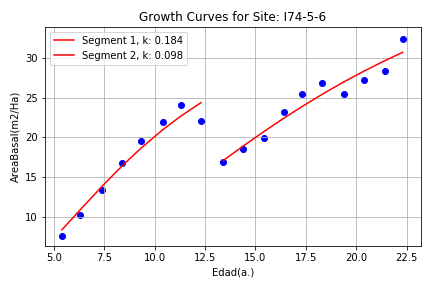 Growth Curves for Site: I74-5-6
Segment 1, k: 0.184
Segment 2, k: 0.098
AreaBasal(m2/Ha)
30
25
20
15
10
5.0 7.5 10.0 12.5 15.0 17.5 20.0 22.5
Edad(a.)